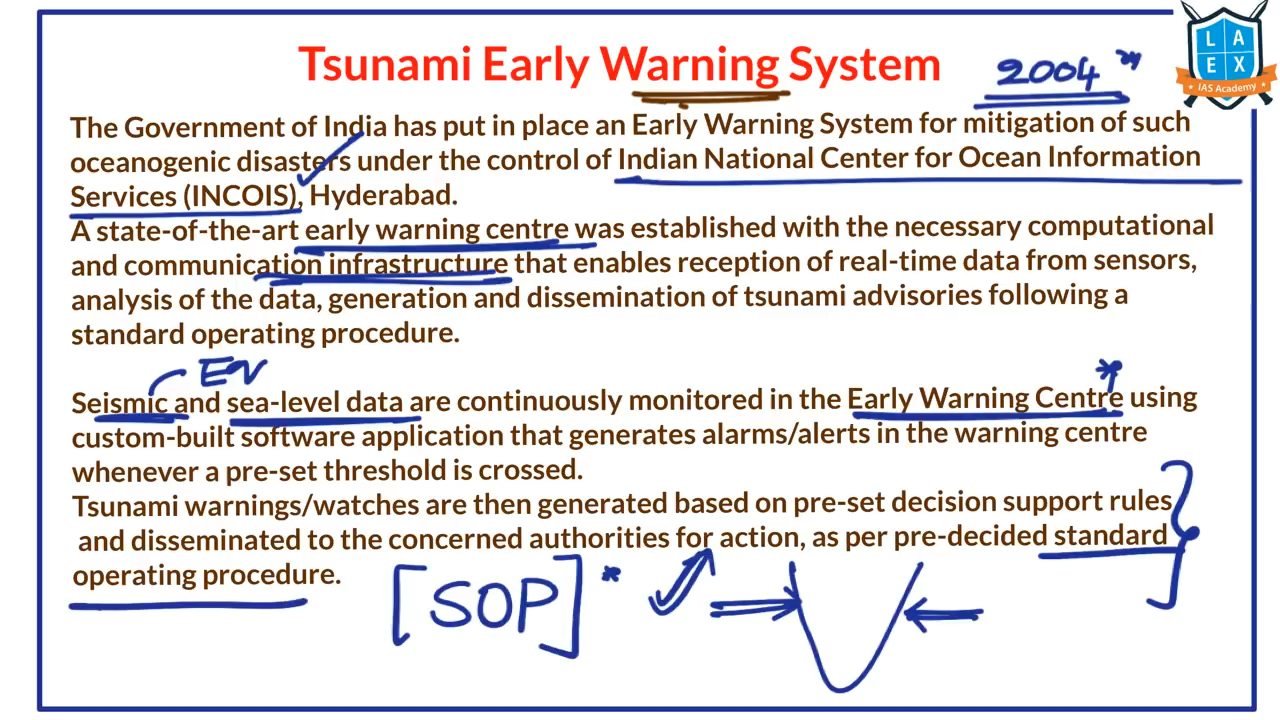 Tsunami Early Warning System
2004 *
L A
E X
IAS Academy
The Government of India has put in place an Early Warning System for mitigation of such
oceanogenic disasters under the control of Indian National Center for Ocean Information
Services (INCOIS), Hyderabad.
A state-of-the-art early warning centre was established with the necessary computational
and communication infrastructure that enables reception of real-time data from sensors,
analysis of the data, generation and dissemination of tsunami advisories following a
standard operating procedure.
Seismic and sea-level data are continuously monitored in the Early Warning Centre using
custom-built software application that generates alarms/alerts in the warning centre
whenever a pre-set threshold is crossed.
Tsunami warnings/watches are then generated based on pre-set decision support rules
and disseminated to the concerned authorities for action, as per pre-decided standard
operating procedure.
[SOP] *